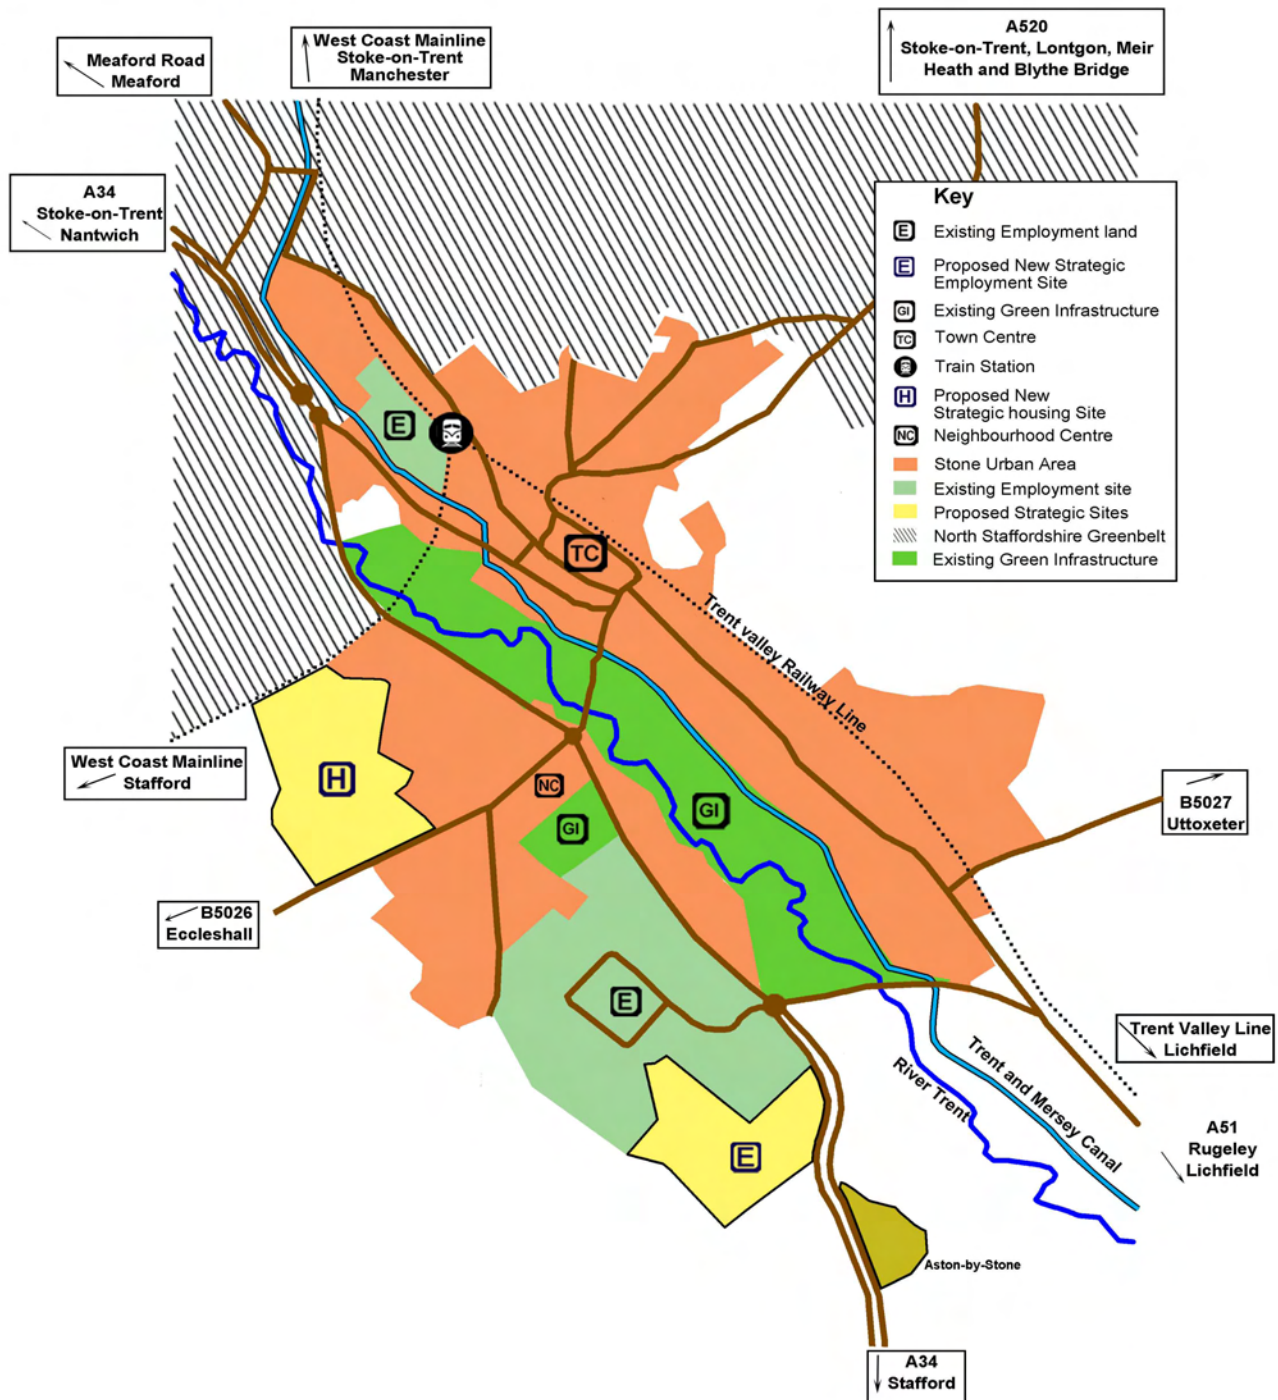 West Coast Mainline
Stoke-on-Trent
Manchester
A520
Stoke-on-Trent, Lontgon, Meir
Heath and Blythe Bridge
Meaford Road
Meaford
A34
Stoke-on-Trent
Nantwich
Key
E Existing Employment land
E Proposed New Strategic
Employment Site
GI Existing Green Infrastructure
TC Town Centre
Train Station
H Proposed New
Strategic housing Site
NC Neighbourhood Centre
Stone Urban Area
Existing Employment site
Proposed Strategic Sites
North Staffordshire Greenbelt
Existing Green Infrastructure
E
TC
Trent valley Railway Line
West Coast Mainline
Stafford
H
NC
GI
GI
B5027
Uttoxeter
B5026
Eccleshall
E
Trent Valley Line
Lichfield
River Trent
Trent and Mersey Canal
A51
Rugeley
Lichfield
E
Aston-by-Stone
A34
Stafford